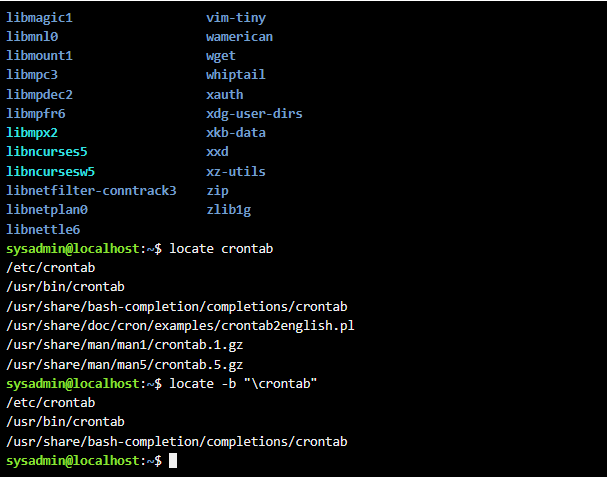 libmagic1 vim-tiny
libmnl0 wamerican
libmount1 wget
libmpc3 whiptail
libmpdec2 xauth
libmpfr6 xdg-user-dirs
libmpx2 xkb-data
libncurses5 xxd
libncursesw5 xz-utils
libnetfilter-conntrack3 zip
libnetplan0 zlib1g
libnettle6
sysadmin@localhost:~$ locate crontab
/etc/crontab
/usr/bin/crontab
/usr/share/bash-completion/completions/crontab
/usr/share/doc/cron/examples/crontab2english.pl
/usr/share/man/man1/crontab.1.gz
/usr/share/man/man5/crontab.5.gz
sysadmin@localhost:~$ locate -b "\crontab"
/etc/crontab
/usr/bin/crontab
/usr/share/bash-completion/completions/crontab
sysadmin@localhost:~$